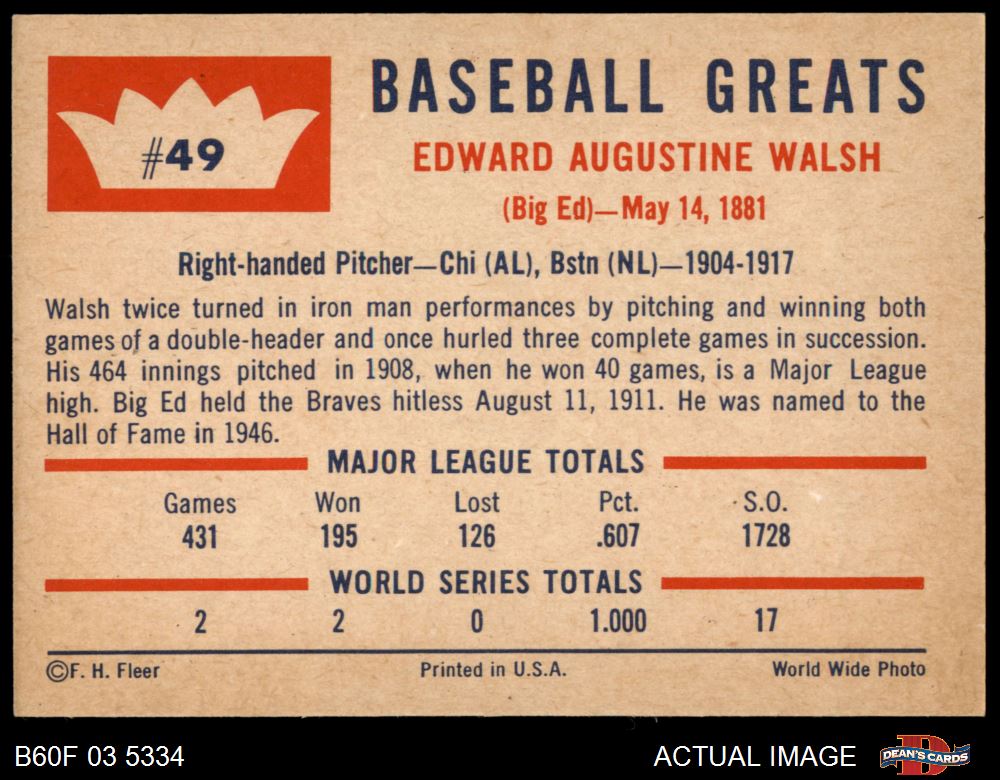 #49
BASEBALL GREATS
EDWARD AUGUSTINE WALSH
(Big Ed)—May 14, 1881
Right-handed Pitcher—Chi (AL), Bstn (NL)—1904-1917
Walsh twice turned in iron man performances by pitching and winning both
games of a double-header and once hurled three complete games in succession.
His 464 innings pitched in 1908, when he won 40 games, is a Major League
high. Big Ed held the Braves hitless August 11, 1911. He was named to the
Hall of Fame in 1946.
MAJOR LEAGUE TOTALS
Games Won Lost Pct. S.O.
431 195 126 .607 1728
WORLD SERIES TOTALS
2 2 0 1.000 17
©F. H. Fleer Printed in U.S.A. World Wide Photo
B60F 03 5334 ACTUAL IMAGE DEAN'S CARDS